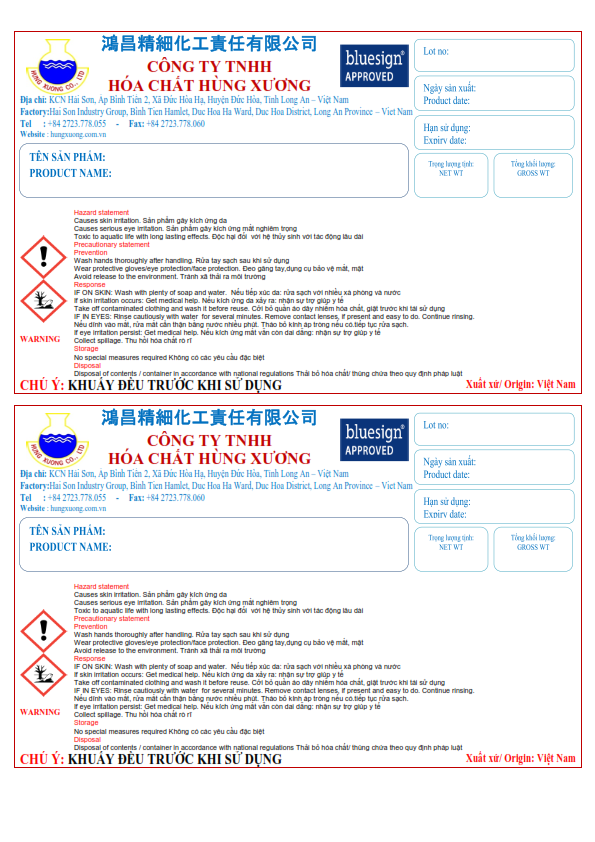 HUNG XUONG CO., LTD
鴻昌精細化工責任有限公司
CÔNG TY TNHH
HÓA CHẤT HÙNG XƯƠNG
bluesign®
APPROVED
Địa chỉ: KCN Hải Sơn, Ấp Bình Tiền 2, Xã Đức Hòa Hạ, Huyện Đức Hòa, Tỉnh Long An – Việt Nam
Factory:Hai Son Industry Group, Binh Tien Hamlet, Duc Hoa Ha Ward, Duc Hoa District, Long An Province – Viet Nam
Tel : +84 2723.778.055 - Fax: +84 2723.778.060
Website : hungxuong.com.vn
Lot no:
Ngày sản xuất:
Product date:
Hạn sử dụng:
Expiry date:
Trọng lượng tịnh:
NET WT
Tổng khối lượng:
GROSS WT
TÊN SẢN PHẨM:
PRODUCT NAME:
Hazard statement
Causes skin irritation. Sản phẩm gây kích ứng da
Causes serious eye irritation. Sản phẩm gây kích ứng mắt nghiêm trọng
Toxic to aquatic life with long lasting effects. Độc hại đối với hệ thủy sinh với tác động lâu dài
Precautionary statement
Prevention
Wash hands thoroughly after handling. Rửa tay sạch sau khi sử dụng
Wear protective gloves/eye protection/face protection. Đeo găng tay,dụng cụ bảo vệ mắt, mặt
Avoid release to the environment. Tránh xả thải ra môi trường
Response
IF ON SKIN: Wash with plenty of soap and water. Nếu tiếp xúc da: rửa sạch với nhiều xà phòng và nước
If skin irritation occurs: Get medical help. Nếu kích ứng da xảy ra: nhận sự trợ giúp y tế
Take off contaminated clothing and wash it before reuse. Cởi bỏ quần áo dây nhiễm hóa chất, giặt trước khi tái sử dụng
IF IN EYES: Rinse cautiously with water for several minutes. Remove contact lenses, if present and easy to do. Continue rinsing.
Nếu dính vào mắt, rửa mắt cẩn thận bằng nước nhiều phút. Tháo bỏ kính áp tròng nếu có.tiếp tục rửa sạch.
If eye irritation persist: Get medical help. Nếu kích ứng mắt vẫn còn dai dẳng: nhận sự trợ giúp y tế
Collect spillage. Thu hồi hóa chất rò rỉ
Storage
No special measures required Không có các yêu cầu đặc biệt
Disposal
Disposal of contents / container in accordance with national regulations Thải bỏ hóa chất/ thùng chứa theo quy định pháp luật
WARNING
CHÚ Ý: KHUẤY ĐỀU TRƯỚC KHI SỬ DỤNG
Xuất xứ/ Origin: Việt Nam
HUNG XUONG CO., LTD
鴻昌精細化工責任有限公司
CÔNG TY TNHH
HÓA CHẤT HÙNG XƯƠNG
bluesign®
APPROVED
Địa chỉ: KCN Hải Sơn, Ấp Bình Tiền 2, Xã Đức Hòa Hạ, Huyện Đức Hòa, Tỉnh Long An – Việt Nam
Factory:Hai Son Industry Group, Binh Tien Hamlet, Duc Hoa Ha Ward, Duc Hoa District, Long An Province – Viet Nam
Tel : +84 2723.778.055 - Fax: +84 2723.778.060
Website : hungxuong.com.vn
Lot no:
Ngày sản xuất:
Product date:
Hạn sử dụng:
Expiry date:
Trọng lượng tịnh:
NET WT
Tổng khối lượng:
GROSS WT
TÊN SẢN PHẨM:
PRODUCT NAME:
Hazard statement
Causes skin irritation. Sản phẩm gây kích ứng da
Causes serious eye irritation. Sản phẩm gây kích ứng mắt nghiêm trọng
Toxic to aquatic life with long lasting effects. Độc hại đối với hệ thủy sinh với tác động lâu dài
Precautionary statement
Prevention
Wash hands thoroughly after handling. Rửa tay sạch sau khi sử dụng
Wear protective gloves/eye protection/face protection. Đeo găng tay,dụng cụ bảo vệ mắt, mặt
Avoid release to the environment. Tránh xả thải ra môi trường
Response
IF ON SKIN: Wash with plenty of soap and water. Nếu tiếp xúc da: rửa sạch với nhiều xà phòng và nước
If skin irritation occurs: Get medical help. Nếu kích ứng da xảy ra: nhận sự trợ giúp y tế
Take off contaminated clothing and wash it before reuse. Cởi bỏ quần áo dây nhiễm hóa chất, giặt trước khi tái sử dụng
IF IN EYES: Rinse cautiously with water for several minutes. Remove contact lenses, if present and easy to do. Continue rinsing.
Nếu dính vào mắt, rửa mắt cẩn thận bằng nước nhiều phút. Tháo bỏ kính áp tròng nếu có.tiếp tục rửa sạch.
If eye irritation persist: Get medical help. Nếu kích ứng mắt vẫn còn dai dẳng: nhận sự trợ giúp y tế
Collect spillage. Thu hồi hóa chất rò rỉ
Storage
No special measures required Không có các yêu cầu đặc biệt
Disposal
Disposal of contents / container in accordance with national regulations Thải bỏ hóa chất/ thùng chứa theo quy định pháp luật
WARNING
CHÚ Ý: KHUẤY ĐỀU TRƯỚC KHI SỬ DỤNG
Xuất xứ/ Origin: Việt Nam